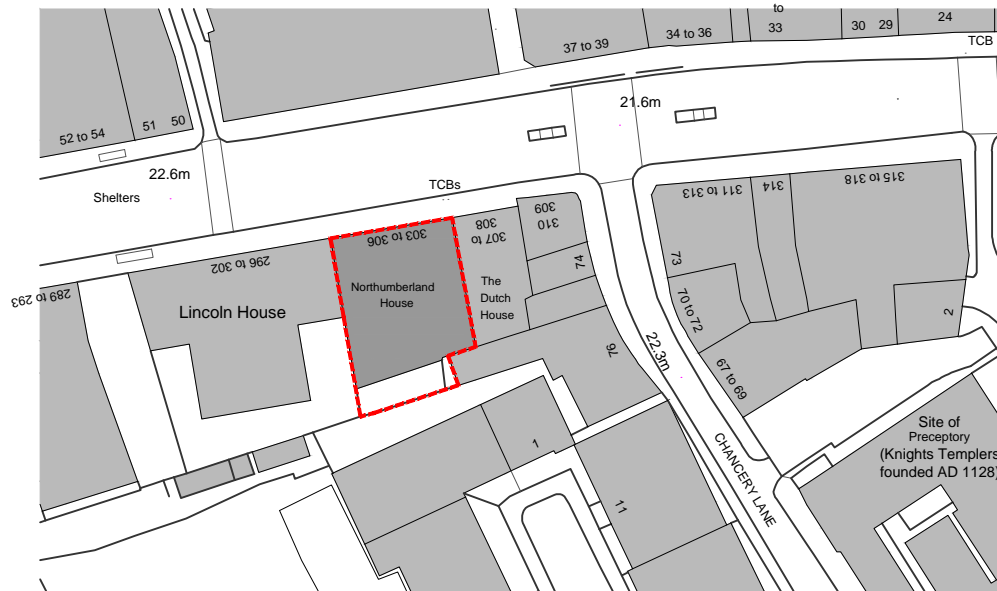 to
33
24
30
29
34 to 36
37 to 39
TCB
21.6m
52 to 54
51
50
22.6m
Shelters
TCBs
315 to 318
314
311 to 313
309
310
308
307
to
303 to 306
296 to 302
289 to 293
Lincoln House
Northumberland
House
The
Dutch
House
74
73
70 to 72
2
22.3m
76
67 to 69
Site of
Preceptory
(Knights Templers
founded AD 1128)
1
11
CHANCERY LANE